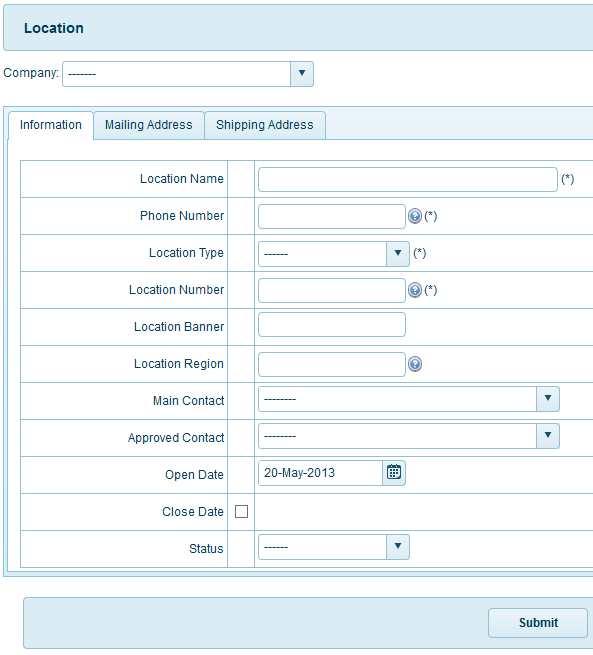 Location
Company: -------
Information Mailing Address Shipping Address
Location Name (*)
Phone Number ? (*)
Location Type ------ (*)
Location Number ? (*)
Location Banner
Location Region ?
Main Contact --------
Approved Contact --------
Open Date 20-May-2013
Close Date
Status ------
Submit